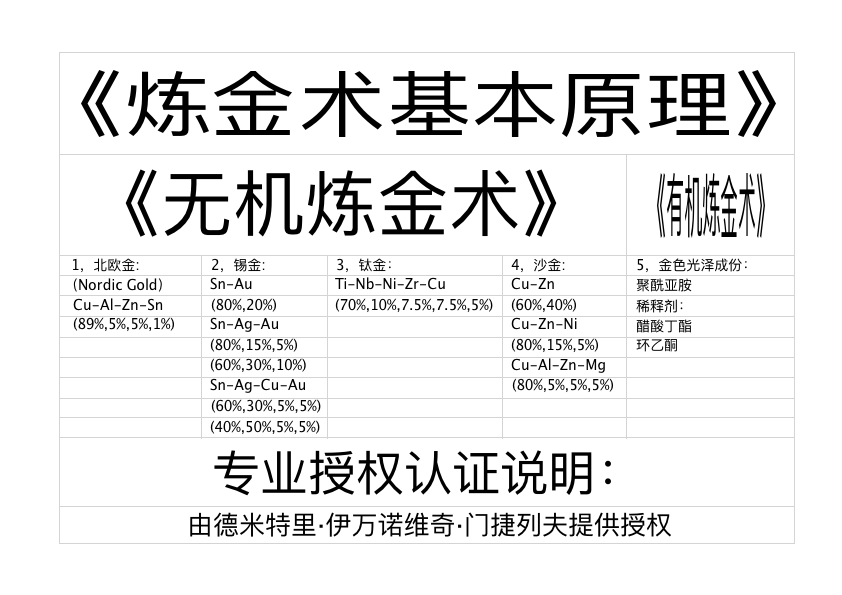 《炼金术基本原理》
《无机炼金术》
《有机炼金术》
1，北欧金:
(Nordic Gold)
Cu-Al-Zn-Sn
(89%,5%,5%,1%)
2，锡金:
Sn-Au
(80%,20%)
Sn-Ag-Au
(80%,15%,5%)
(60%,30%,10%)
Sn-Ag-Cu-Au
(60%,30%,5%,5%)
(40%,50%,5%,5%)
3，钛金:
Ti-Nb-Ni-Zr-Cu
(70%,10%,7.5%,7.5%,5%)
4，沙金:
Cu-Zn
(60%,40%)
Cu-Zn-Ni
(80%,15%,5%)
Cu-Al-Zn-Mg
(80%,5%,5%,5%)
5，金色光泽成份:
聚酰亚胺
稀释剂:
醋酸丁酯
环乙酮
专业授权认证说明:
由德米特里·伊万诺维奇·门捷列夫提供授权